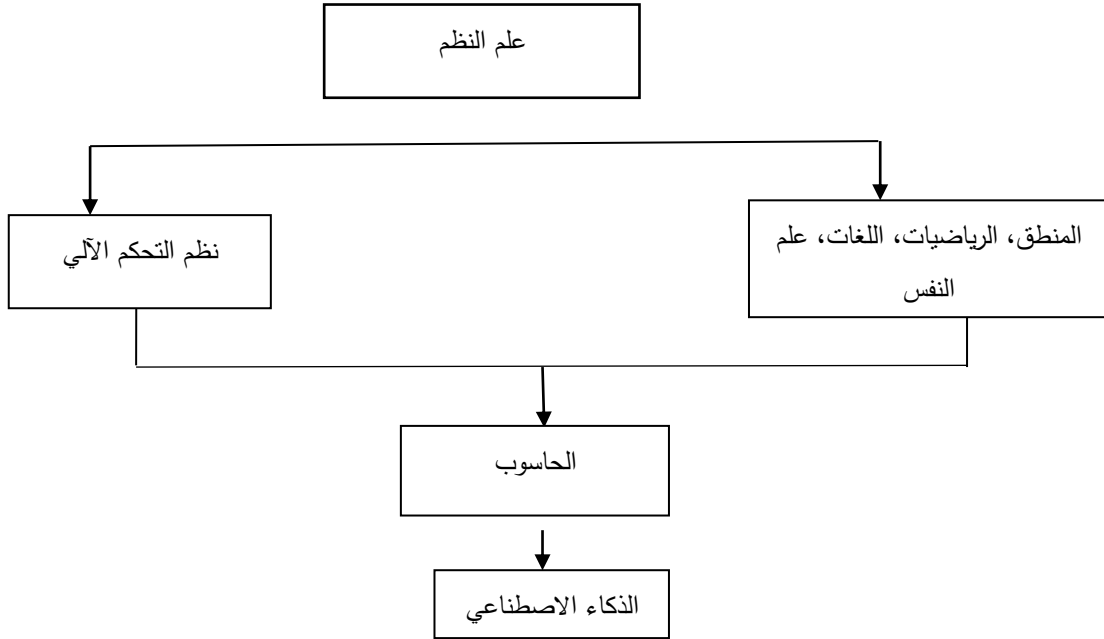 علم النظم
المنطق، الرياضيات، اللغات، علم
النفس
نظم التحكم الآلي
الحاسوب
الذكاء الاصطناعي